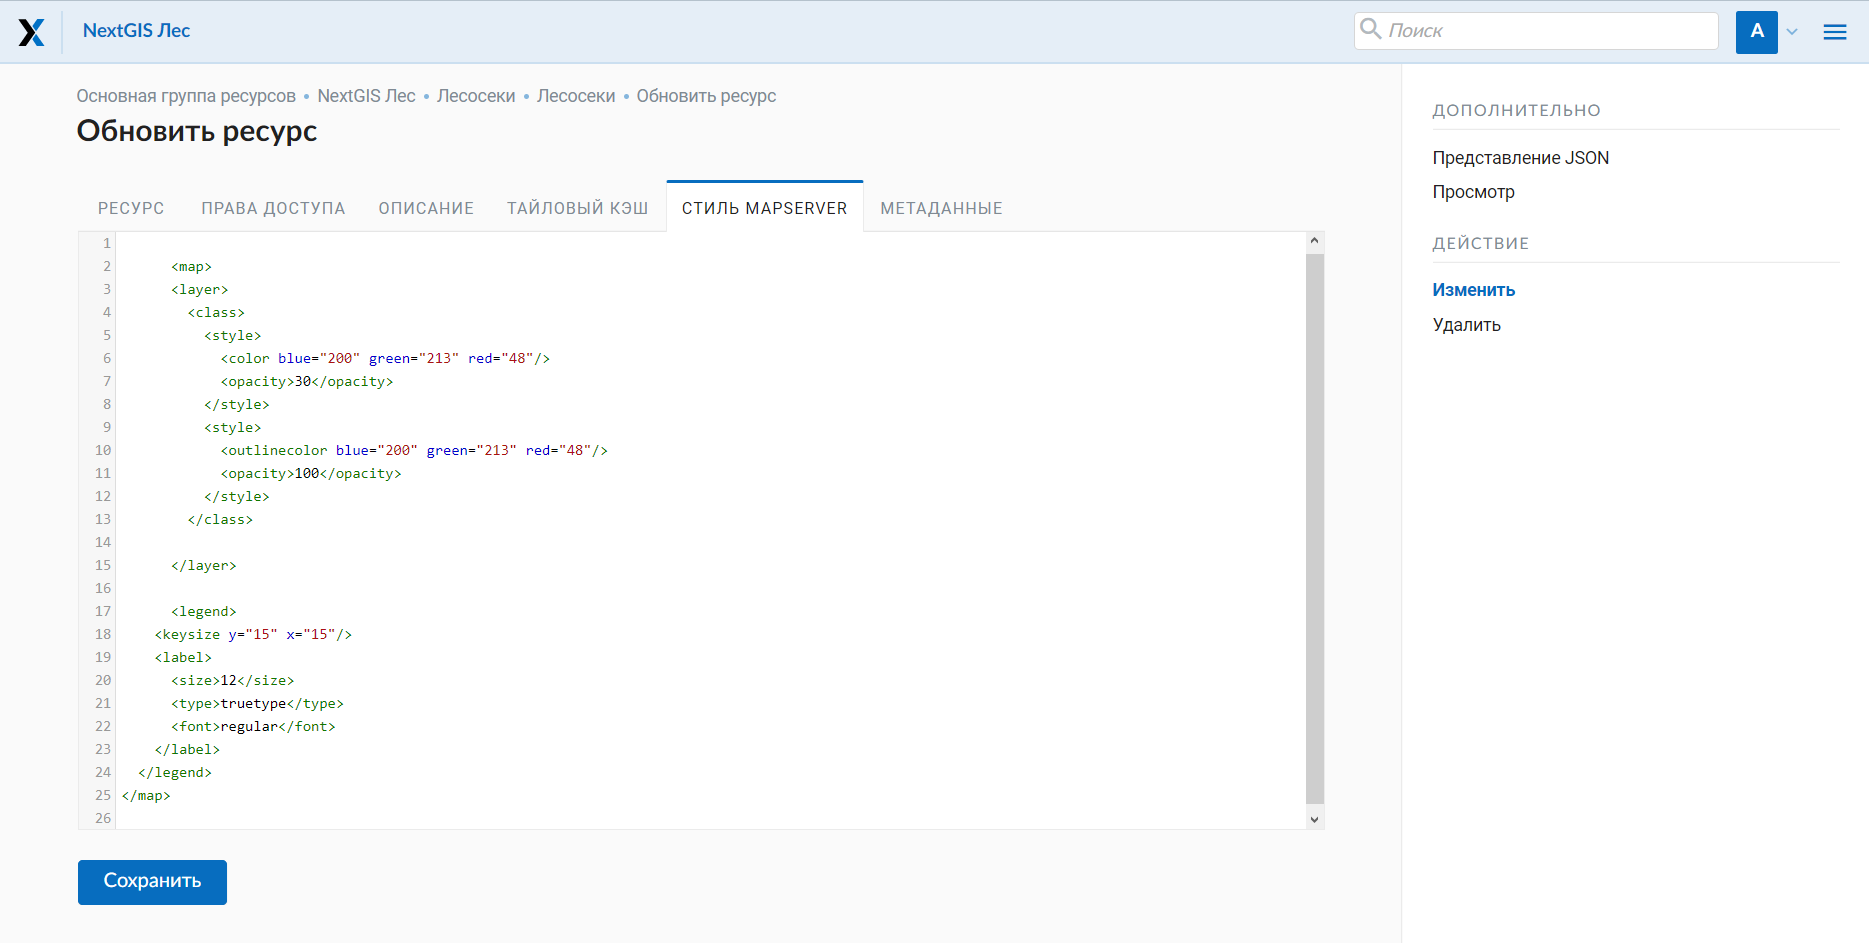 NextGIS Лес
Поиск
A
Основная группа ресурсов • NextGIS Лес • Лесосеки • Лесосеки • Обновить ресурс
Обновить ресурс
РЕСУРС ПРАВА ДОСТУПА ОПИСАНИЕ ТАЙЛОВЫЙ КЭШ СТИЛЬ MAPSERVER МЕТАДАННЫЕ
1
2 <map>
3 <layer>
4 <class>
5 <style>
6 <color blue="200" green="213" red="48"/>
7 <opacity>30</opacity>
8 </style>
9 <style>
10 <outlinecolor blue="200" green="213" red="48"/>
11 <opacity>100</opacity>
12 </style>
13 </class>
14
15 </layer>
16
17 <legend>
18 <keysize y="15" x="15"/>
19 <label>
20 <size>12</size>
21 <type>truetype</type>
22 <font>regular</font>
23 </label>
24 </legend>
25 </map>
26
Сохранить
ДОПОЛНИТЕЛЬНО
Представление JSON
Просмотр
ДЕЙСТВИЕ
Изменить
Удалить